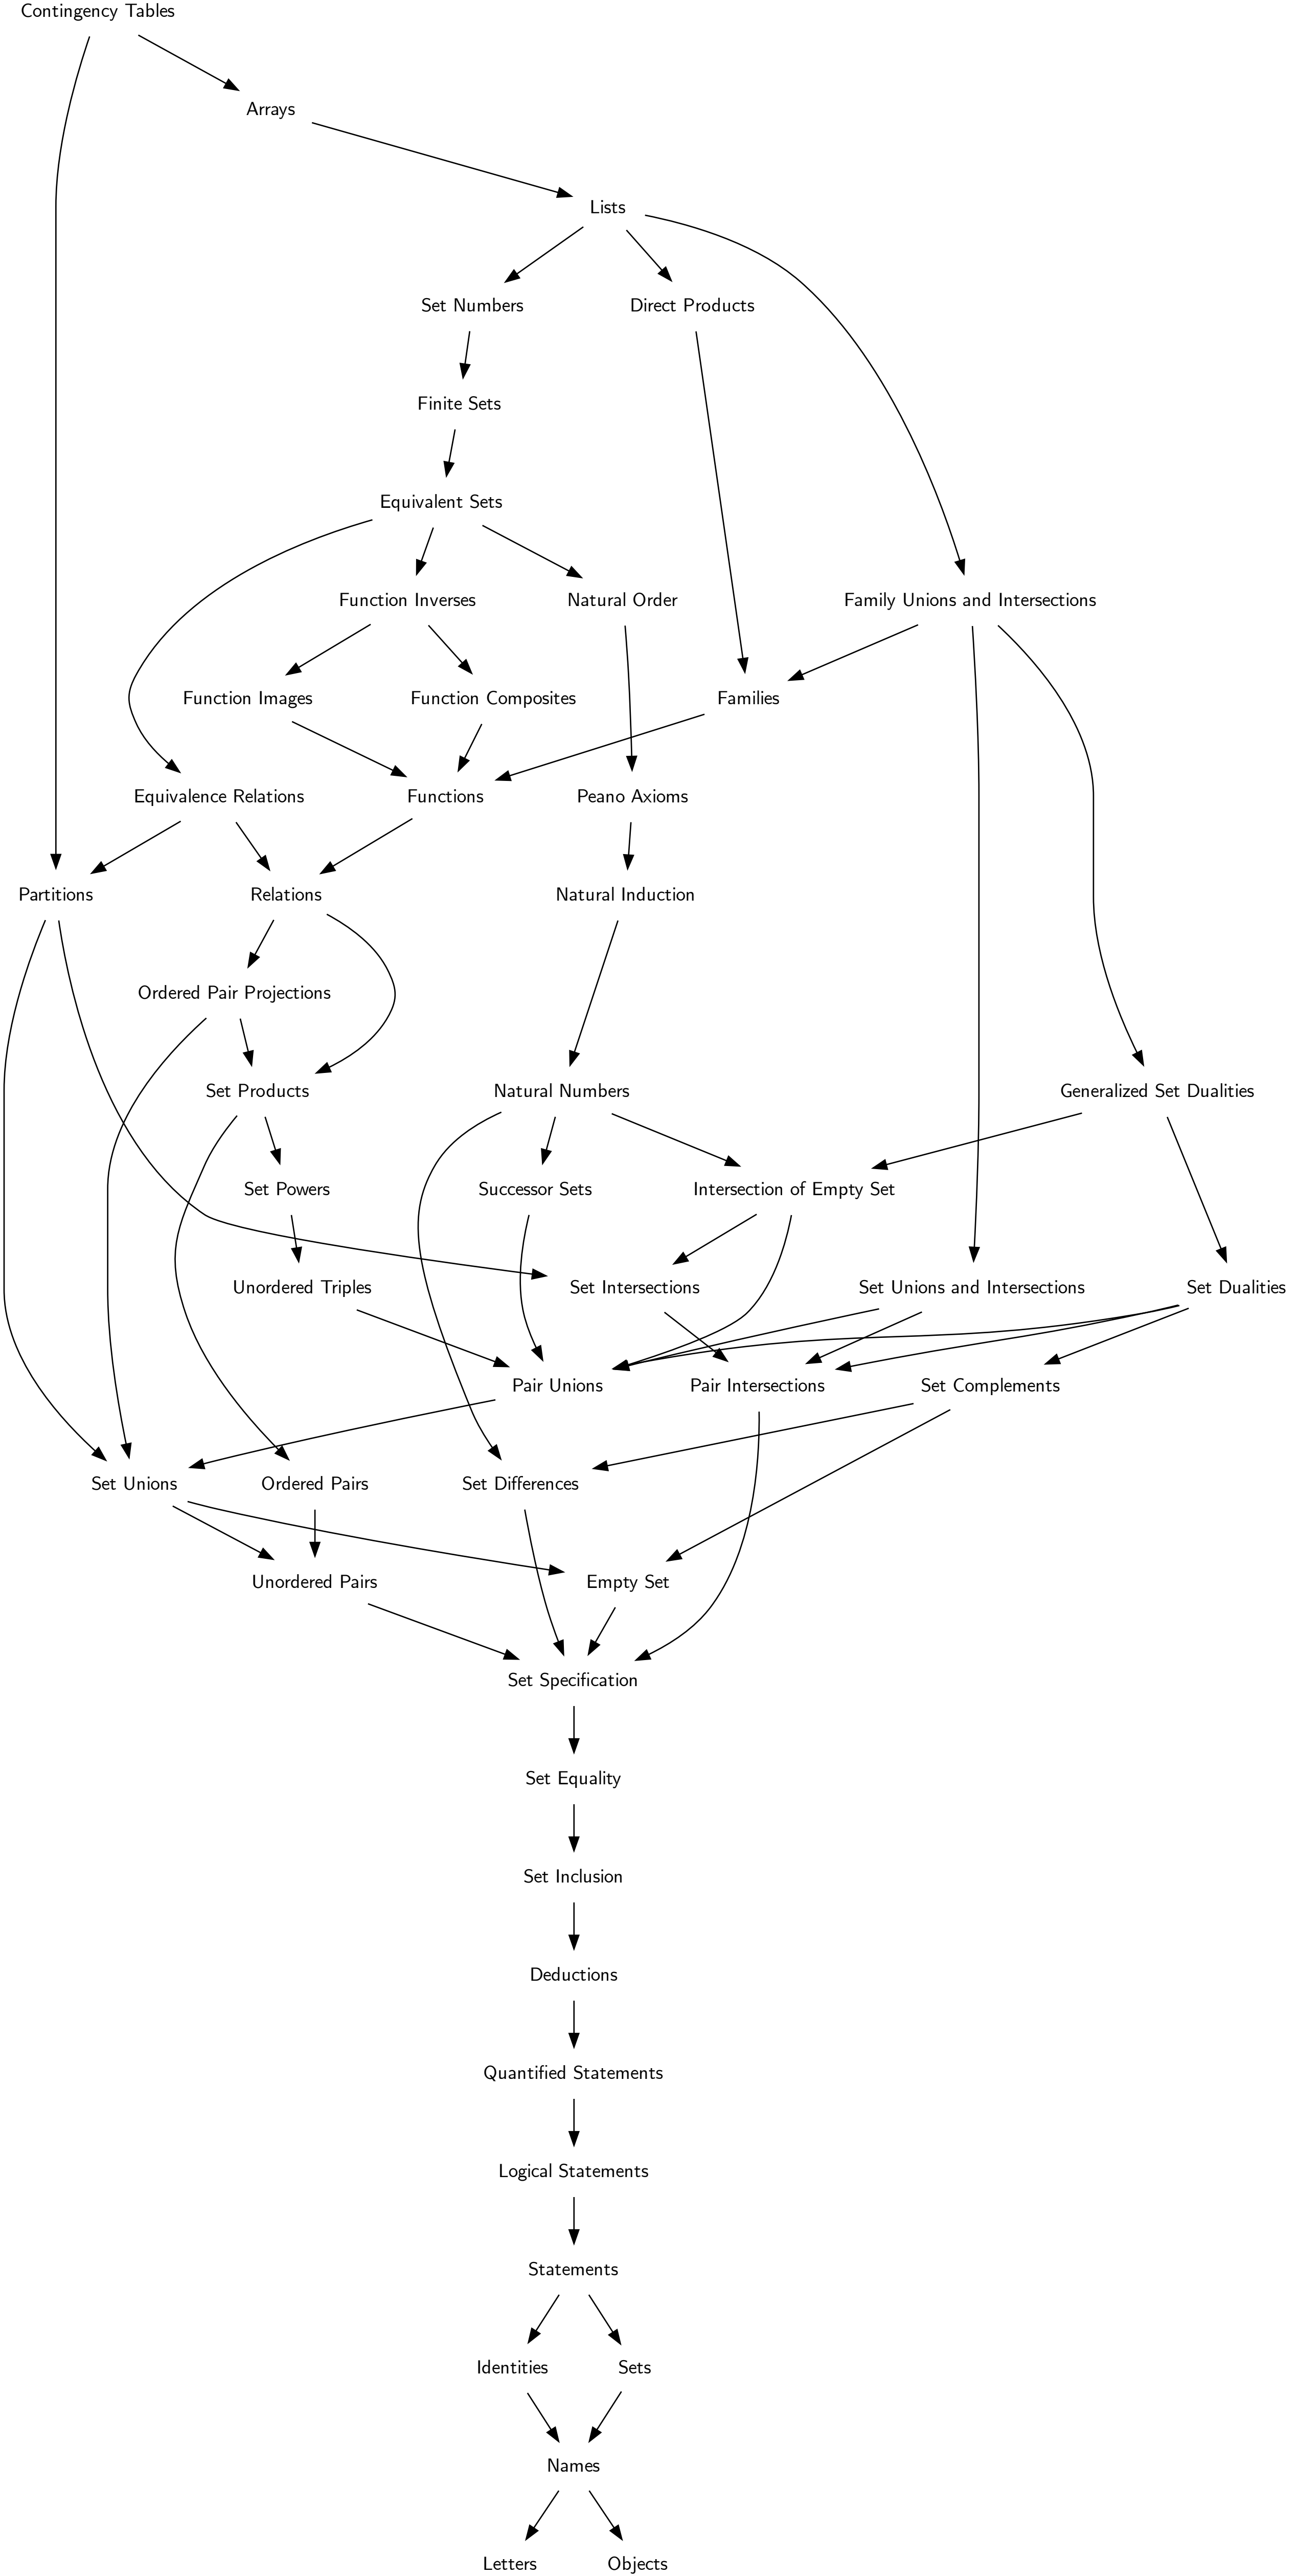 Contingency Tables
Arrays
Lists
Set Numbers
Direct Products
Finite Sets
Equivalent Sets
Function Inverses
Natural Order
Family Unions and Intersections
Function Images
Function Composites
Families
Equivalence Relations
Functions
Peano Axioms
Partitions
Relations
Natural Induction
Ordered Pair Projections
Set Products
Natural Numbers
Generalized Set Dualities
Set Powers
Successor Sets
Intersection of Empty Set
Unordered Triples
Set Intersections
Set Unions and Intersections
Set Dualities
Pair Unions
Pair Intersections
Set Complements
Set Unions
Ordered Pairs
Set Differences
Unordered Pairs
Empty Set
Set Specification
Set Equality
Set Inclusion
Deductions
Quantified Statements
Logical Statements
Statements
Identities
Sets
Names
Letters
Objects